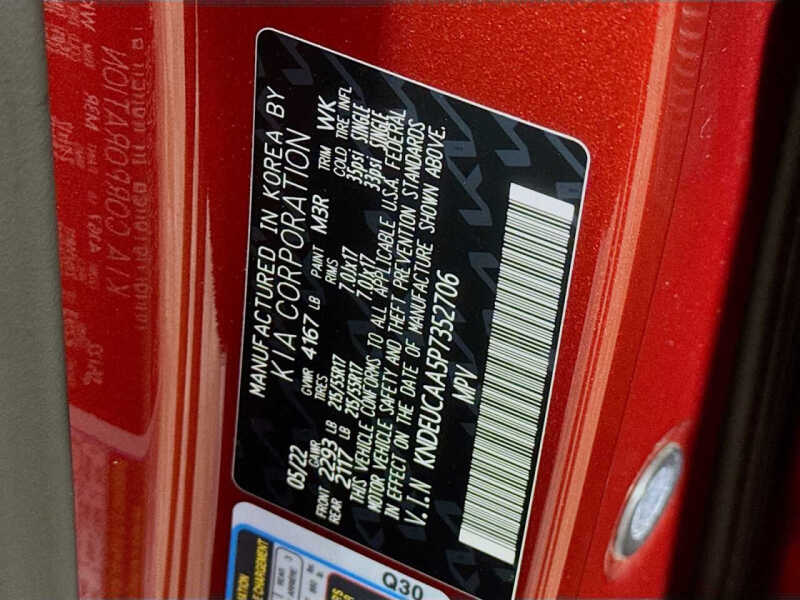 MANUFACTURED IN KOREA BY
KIA CORPORATION
05/22 GVWR 4167 LB PAINT M3R TRIM WK
GAWR TIRES RIMS COLD TIRE INFL
FRONT 2293 LB 215/55R17 7.0Jx17 35psi SINGLE
REAR 2117 LB 215/55R17 7.0Jx17 33psi SINGLE
THIS VEHICLE CONFORMS TO ALL APPLICABLE U.S.A. FEDERAL
MOTOR VEHICLE SAFETY AND THEFT PREVENTION STANDARDS
IN EFFECT ON THE DATE OF MANUFACTURE SHOWN ABOVE.
V.I.N KNDEUCAA5P7352706
MPV
REAR 3
Q30